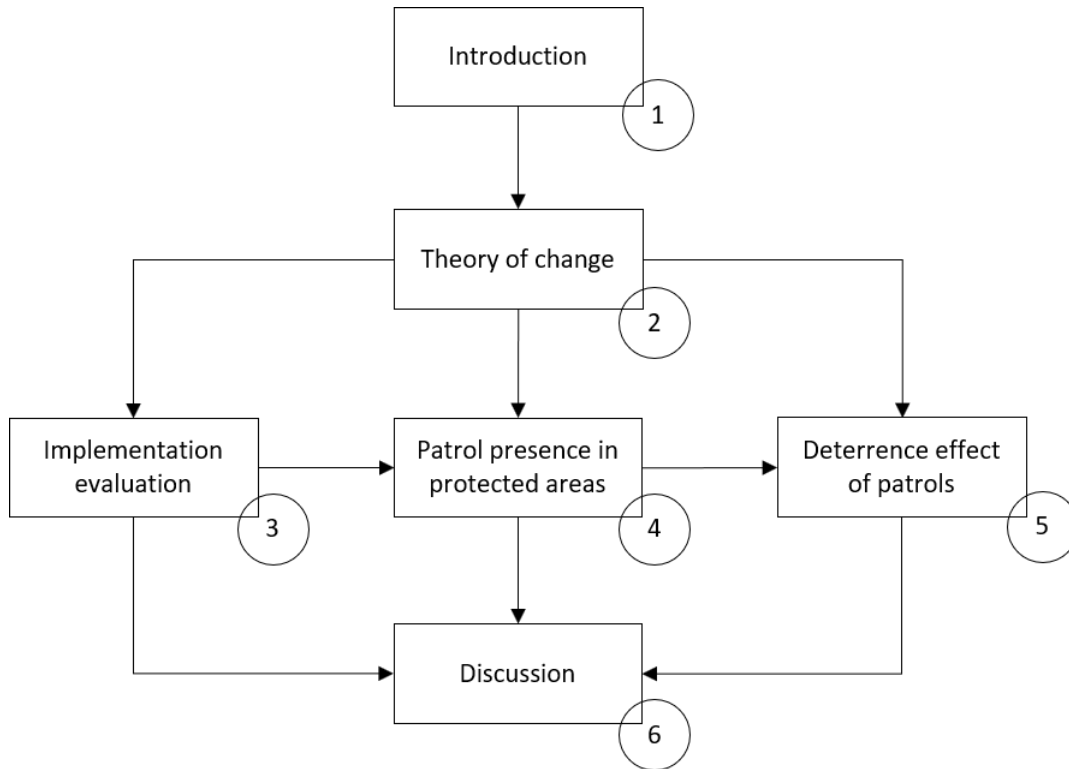 Introduction
1
Theory of change
2
Implementation
evaluation
3
Patrol presence in
protected areas
4
Deterrence effect
of patrols
5
Discussion
6